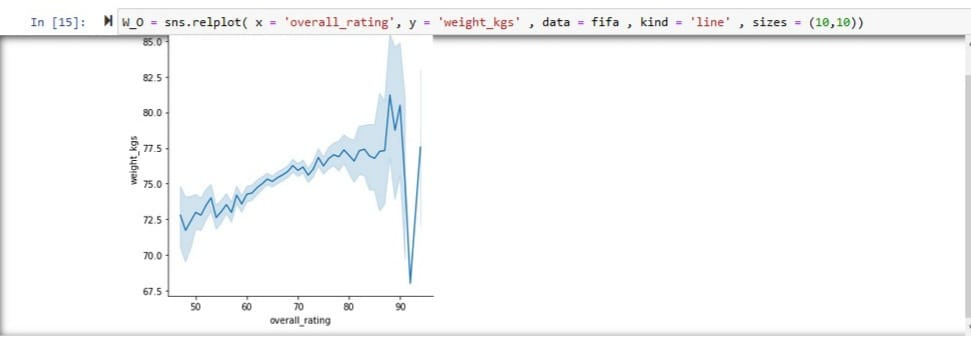 In [15]: W_O = sns.relplot( x = 'overall_rating', y = 'weight_kgs' , data = fifa , kind = 'line' , sizes = (10,10))
85.0
82.5
80.0
77.5
75.0
72.5
70.0
67.5
weight_kgs
50 60 70 80 90
overall_rating